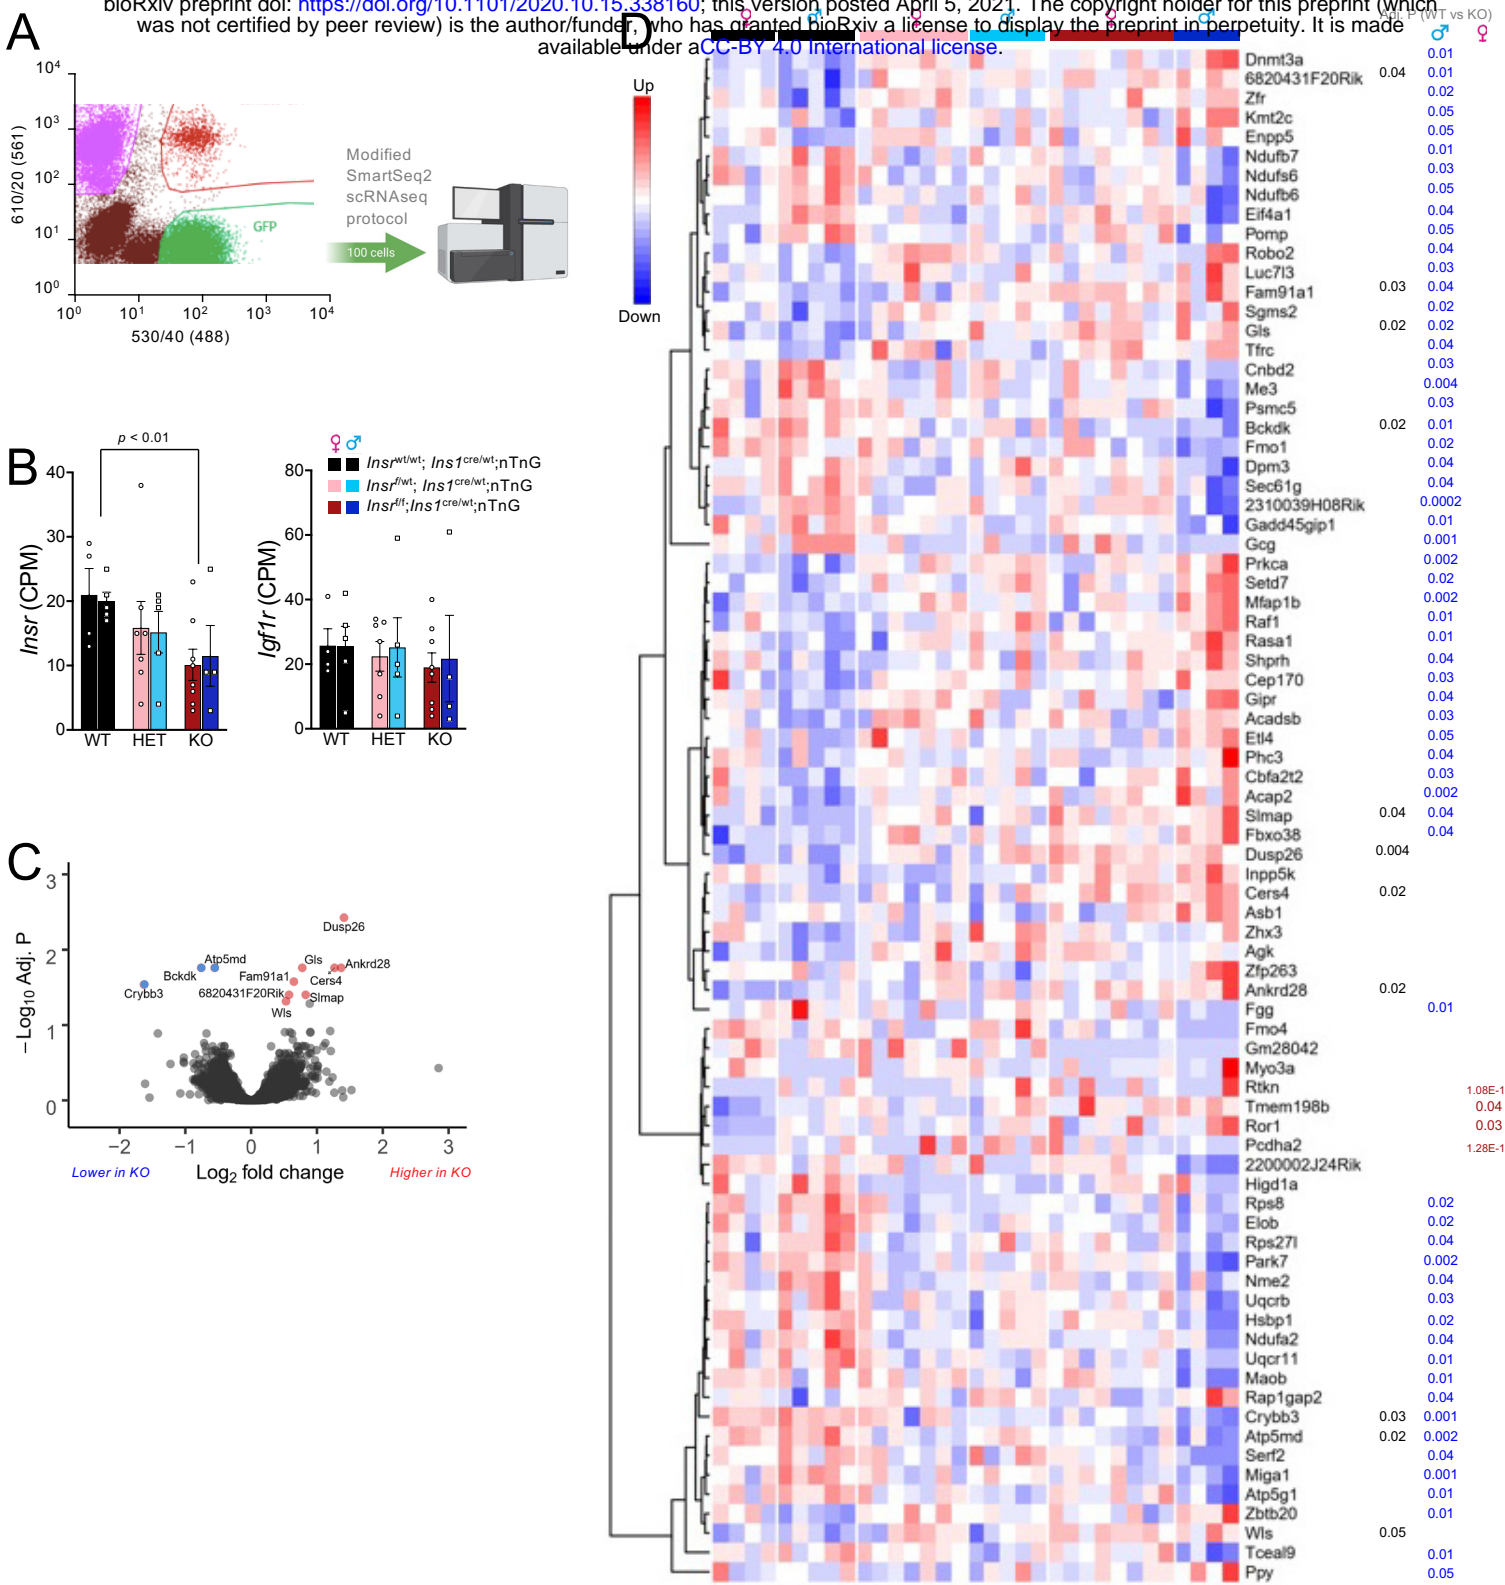 bioRxiv preprint doi: https://doi.org/10.1101/2020.10.15.338160; this version posted April 5, 2021. The copyright holder for this preprint (which
was not certified by peer review) is the author/funder, who has granted bioRxiv a license to display the preprint in perpetuity. It is made
available under aCC-BY 4.0 International license.
A
10⁴
10³
10²
10¹
10⁰
610/20 (561)
10⁰ 10¹ 10² 10³ 10⁴
530/40 (488)
GFP
Modified
SmartSeq2
scRNAseq
protocol
100 cells
B
p < 0.01
40
30
20
10
0
Insr (CPM)
WT HET KO
♀ ♂
Insrwt/wt; Ins1cre/wt;nTnG
Insrf/wt; Ins1cre/wt;nTnG
Insrf/f;Ins1cre/wt;nTnG
80
60
40
20
0
Igf1r (CPM)
WT HET KO
C
3
2
1
0
−Log10 Adj. P
Dusp26
Atp5md
Bckdk
Crybb3
Gls
Ankrd28
Fam91a1
Cers4
6820431F20Rik
Slmap
Wls
−2 −1 0 1 2 3
Lower in KO
Log2 fold change
Higher in KO
D
Up
Down
♀ ♂ ♀ ♂ ♀ ♂
Adj. P (WT vs KO)
♂ ♀
Dnmt3a 0.01
6820431F20Rik 0.04 0.01
Zfr 0.02
Kmt2c 0.05
Enpp5 0.05
Ndufb7 0.01
Ndufs6 0.03
Ndufb6 0.05
Eif4a1 0.04
Pomp 0.05
Robo2 0.04
Luc7l3 0.03
Fam91a1 0.03 0.04
Sgms2 0.02
Gls 0.02 0.02
Tfrc 0.04
Cnbd2 0.03
Me3 0.004
Psmc5 0.03
Bckdk 0.02 0.01
Fmo1 0.02
Dpm3 0.04
Sec61g 0.04
2310039H08Rik 0.0002
Gadd45gip1 0.01
Gcg 0.001
Prkca 0.002
Setd7 0.02
Mfap1b 0.002
Raf1 0.01
Rasa1 0.01
Shprh 0.04
Cep170 0.03
Gipr 0.04
Acadsb 0.03
Etl4 0.05
Phc3 0.04
Cbfa2t2 0.03
Acap2 0.002
Slmap 0.04 0.04
Fbxo38 0.04
Dusp26 0.004
Inpp5k
Cers4 0.02
Asb1
Zhx3
Agk
Zfp263
Ankrd28 0.02
Fgg 0.01
Fmo4
Gm28042
Myo3a
Rtkn 1.08E-1
Tmem198b 0.04
Ror1 0.03
Pcdha2 1.28E-1
2200002J24Rik
Higd1a
Rps8 0.02
Elob 0.02
Rps27l 0.04
Park7 0.002
Nme2 0.04
Uqcrb 0.03
Hsbp1 0.02
Ndufa2 0.04
Uqcr11 0.01
Maob 0.01
Rap1gap2 0.04
Crybb3 0.03 0.001
Atp5md 0.02 0.002
Serf2 0.04
Miga1 0.001
Atp5g1 0.01
Zbtb20 0.01
Wls 0.05
Tceal9 0.01
Ppy 0.05